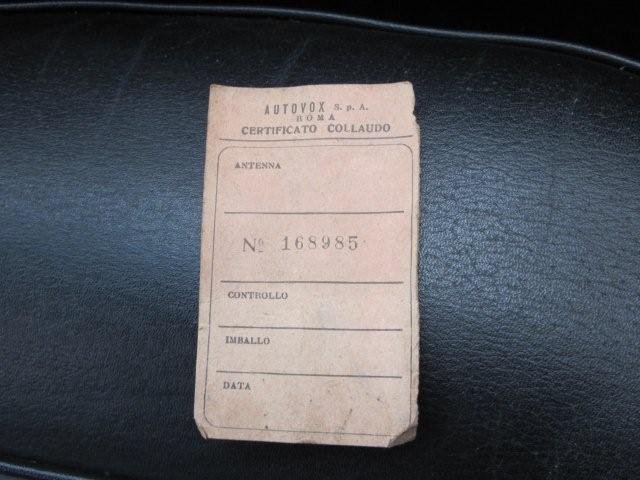 AUTOVOX S. p. A.
ROMA
CERTIFICATO COLLAUDO
ANTENNA
Nº 168985
CONTROLLO
IMBALLO
DATA